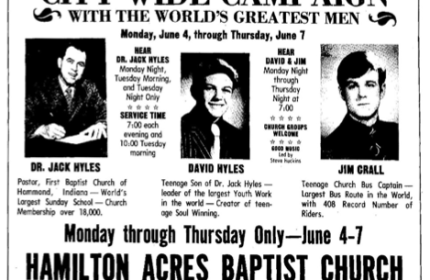 CITY-WIDE CAMPAIGN
WITH THE WORLD'S GREATEST MEN
Monday, June 4, through Thursday, June 7
HEAR
DR. JACK HYLES
Monday Night,
Tuesday Morning,
and Tuesday
Night Only
SERVICE TIME
7:00 each
evening and
10:00 Tuesday
morning
HEAR
DAVID & JIM
Monday Night
through
Thursday
Night at
7:00
CHURCH GROUPS
WELCOME
GOOD MUSIC
Led by
Steve
DR. JACK HYLES
Pastor, First Baptist Church of
Hammond, Indiana — World's
Largest Sunday School — Church
Membership over 18,000.
DAVID HYLES
Teenage Son of Dr. Jack Hyles —
leader of the largest Youth Work
in the world — Creator of teen-
age Soul Winning.
JIM CRALL
Teenage Church Bus Captain —
Largest Bus Route in the World,
with 408 Record Number of
Riders.
Monday through Thursday Only—June 4-7
HAMILTON ACRES BAPTIST CHURCH